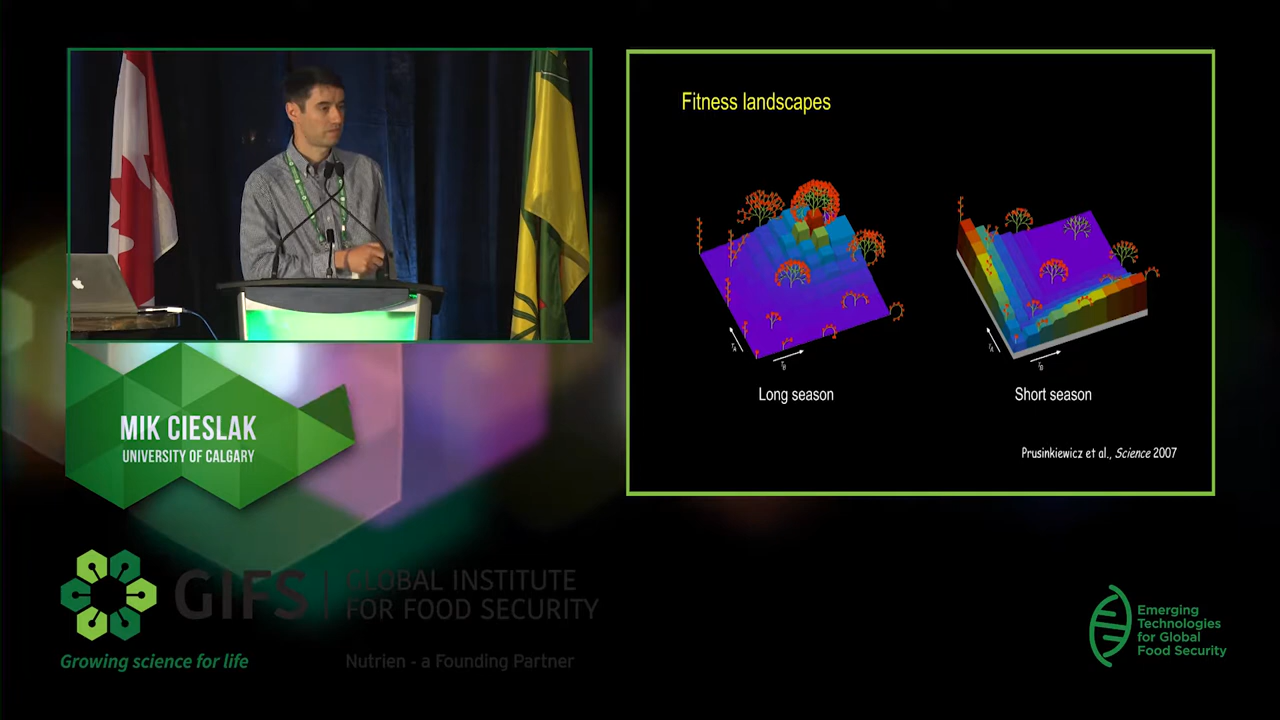 Fitness landscapes
Long season
Short season
Prusinkiewicz et al., Science 2007
MIK CIESLAK
UNIVERSITY OF CALGARY
GIFS
GLOBAL INSTITUTE
FOR FOOD SECURITY
Growing science for life
Nutrien - a Founding Partner
Emerging
Technologies
for Global
Food Security